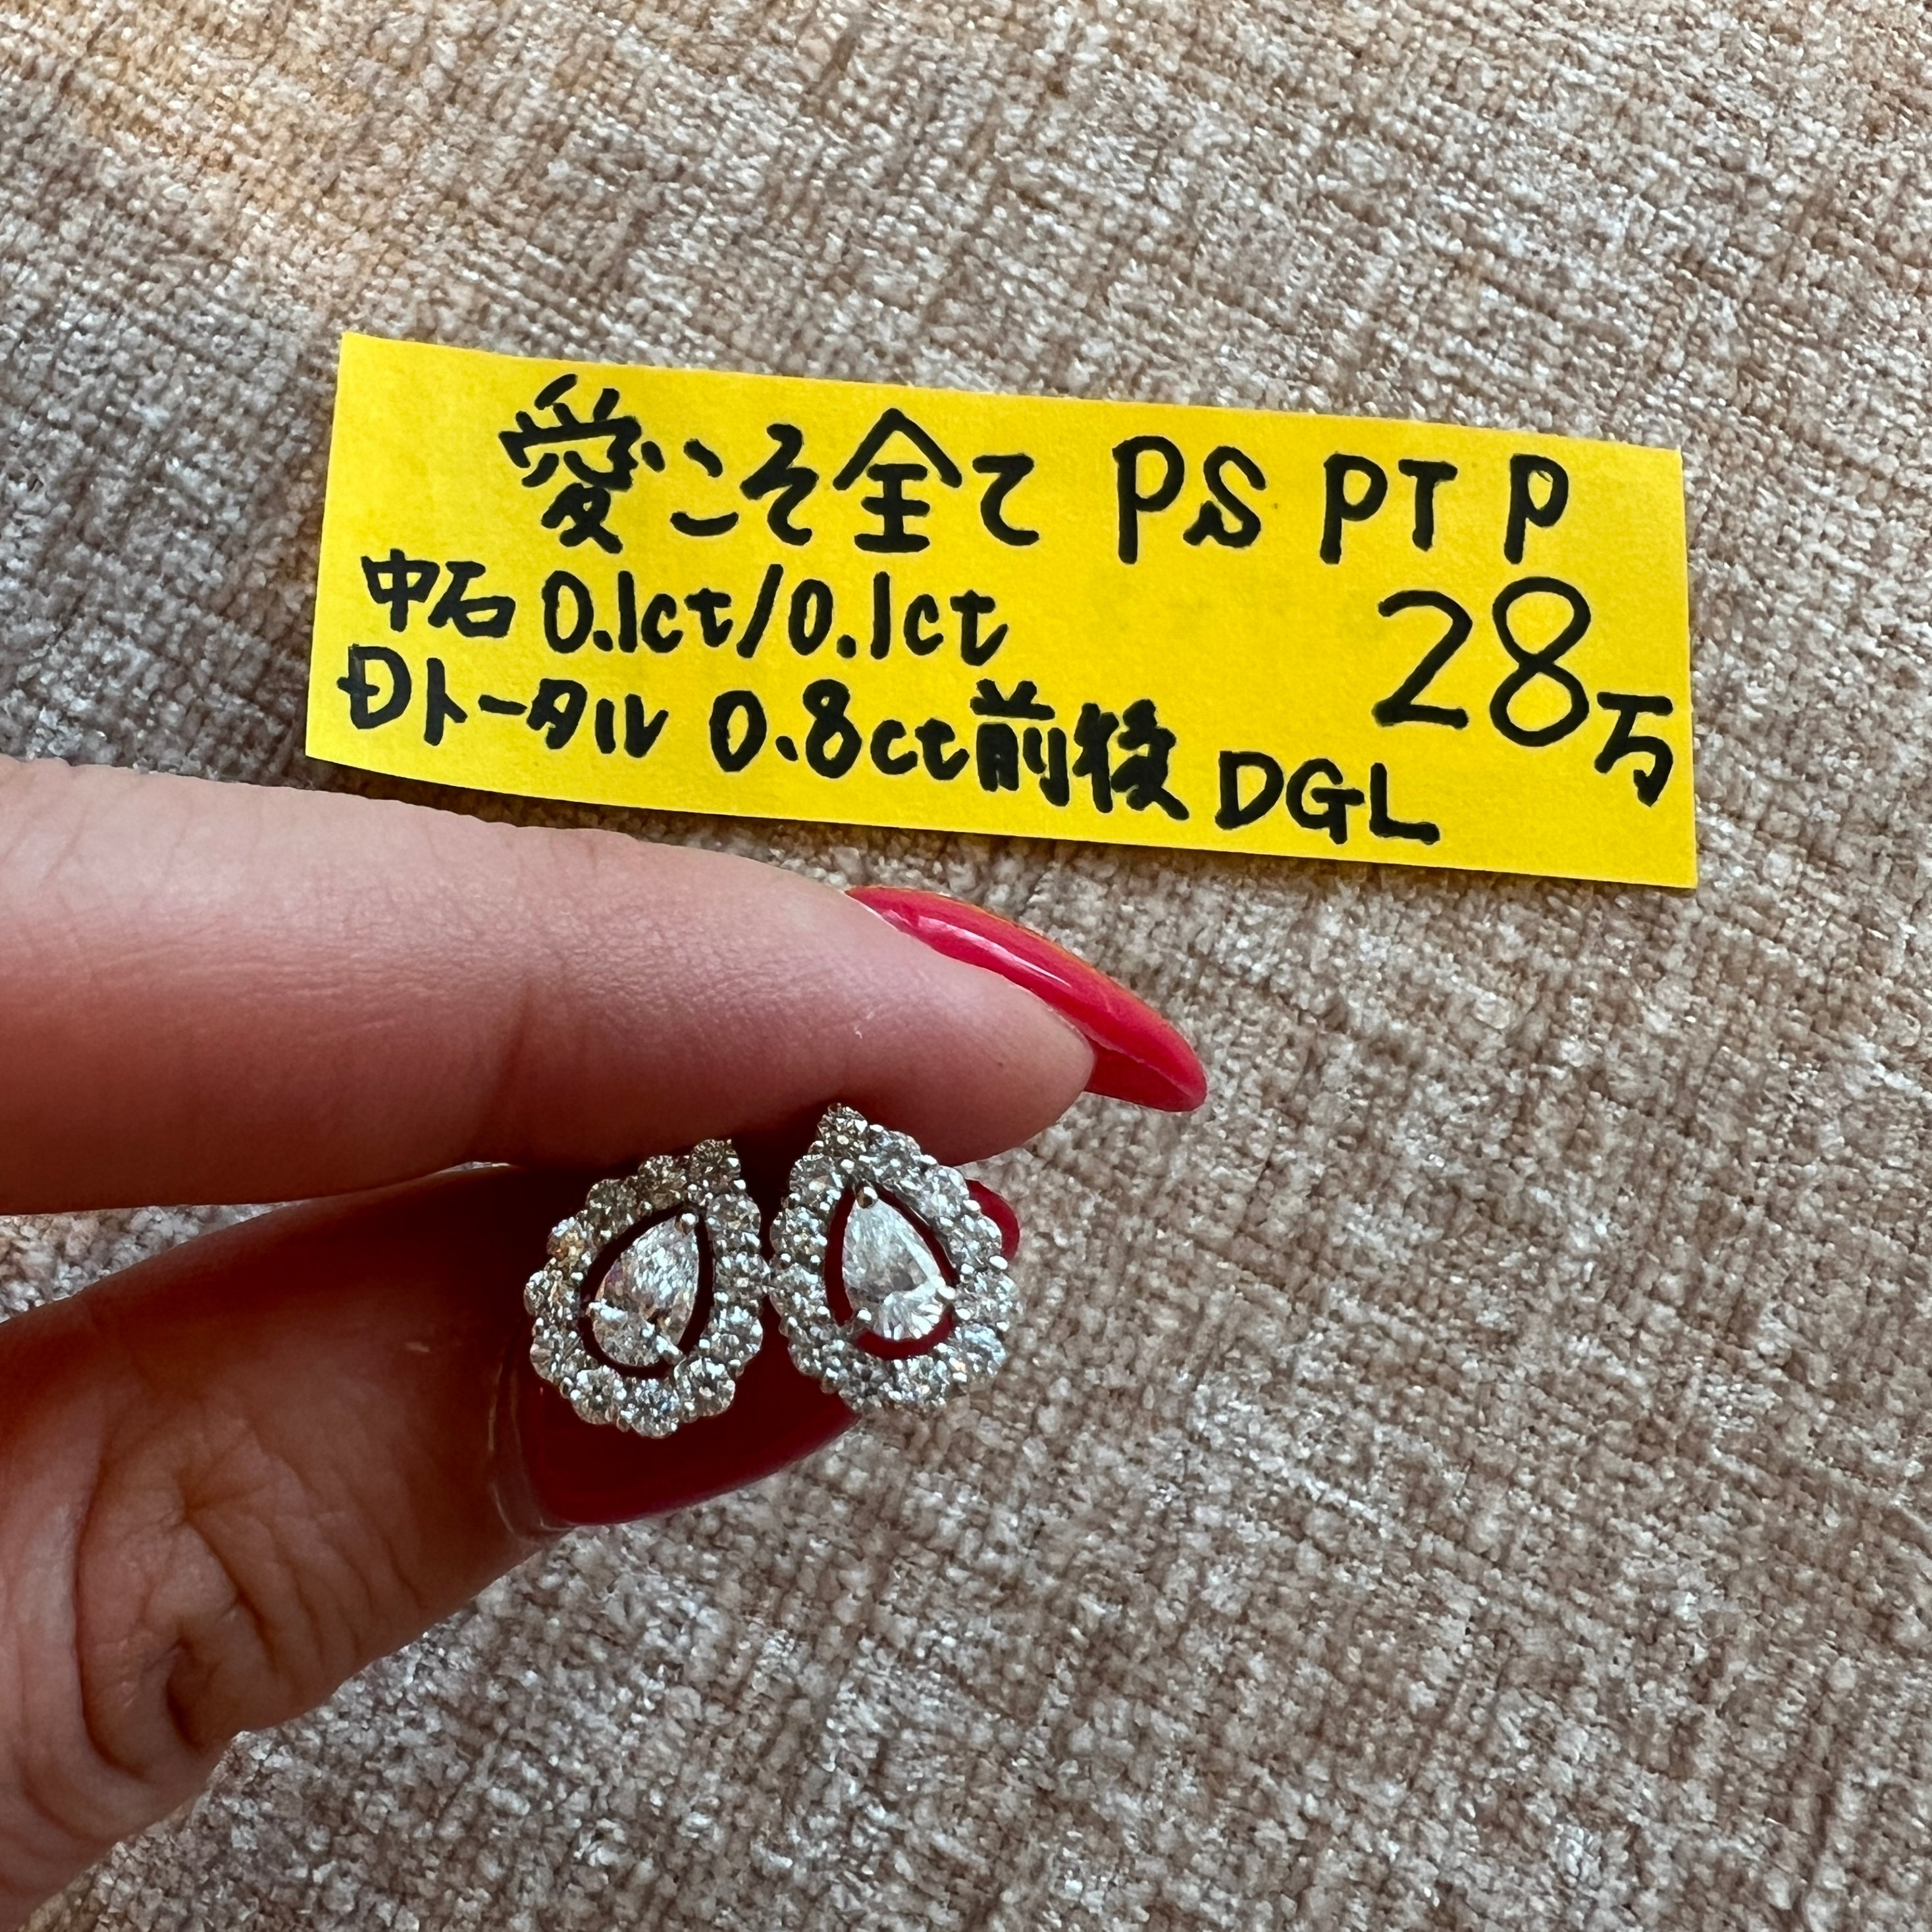 愛こそ全て PS PT P
中石 0.1ct/0.1ct 28万
Dトータル 0.8ct前後 DGL